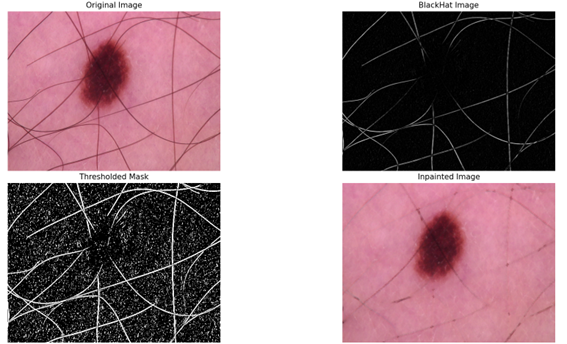 Original Image
BlackHat Image
Thresholded Mask
Inpainted Image